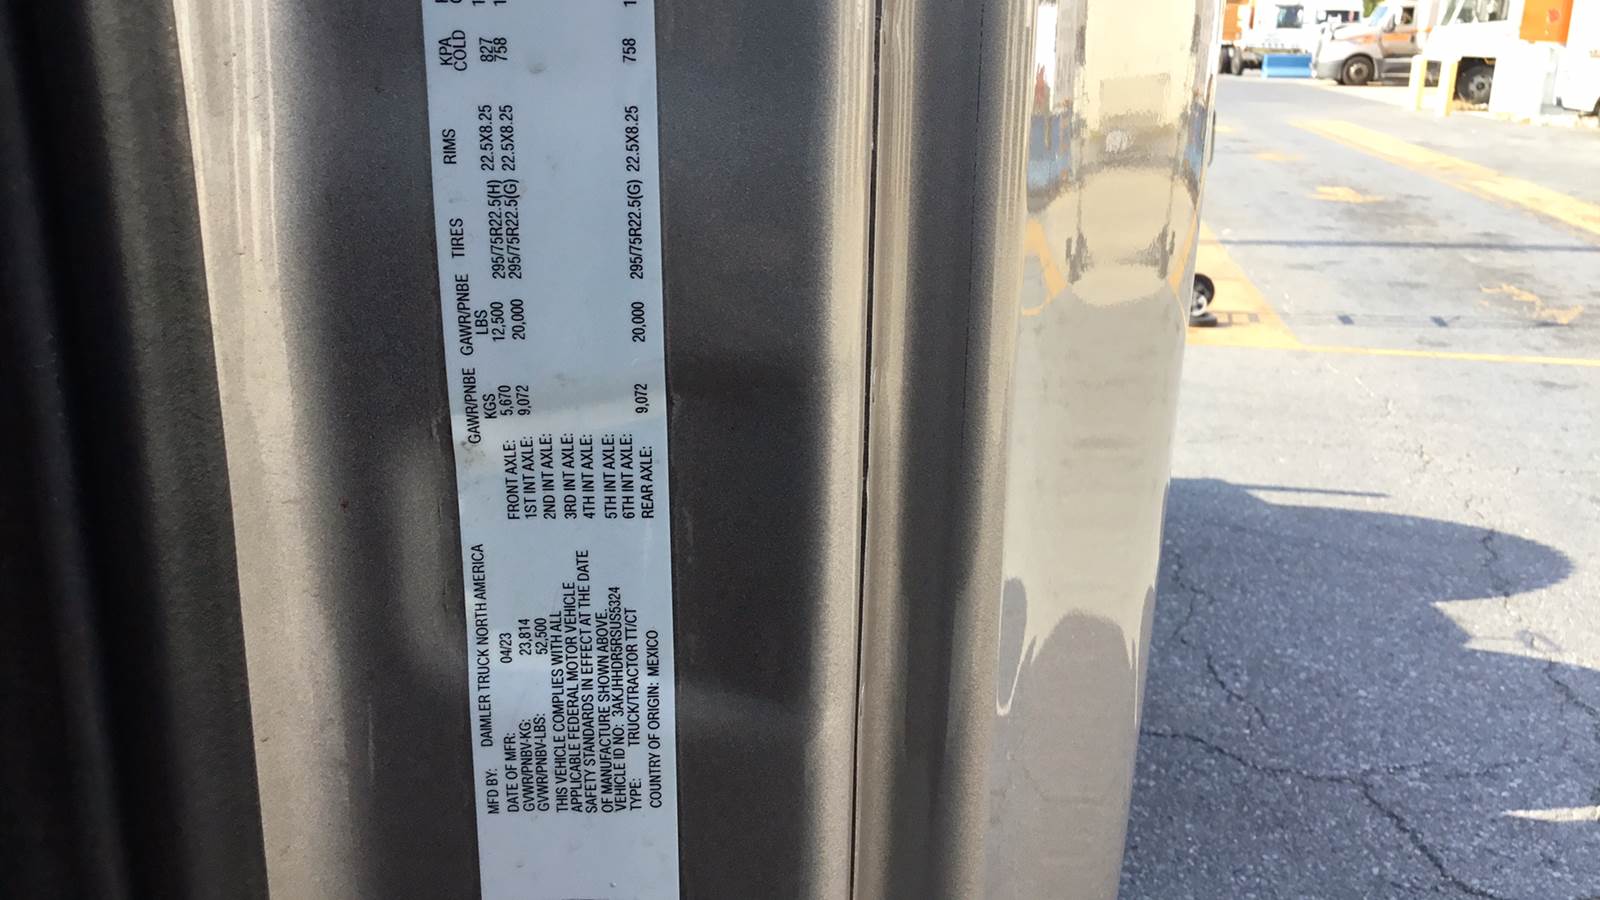 MFD BY: DAIMLER TRUCK NORTH AMERICA
DATE OF MFR: 04/23
GVWR/PNBV-KG: 23,814
GVWR/PNBV-LBS: 52,500
THIS VEHICLE COMPLIES WITH ALL
APPLICABLE FEDERAL MOTOR VEHICLE
SAFETY STANDARDS IN EFFECT AT THE DATE
OF MANUFACTURE SHOWN ABOVE.
VEHICLE ID NO: 3AKJHHDR5RSUS5324
TYPE: TRUCK/TRACTOR TT/CT
COUNTRY OF ORIGIN: MEXICO
GAWR/PNBE GAWR/PNBE TIRES RIMS KPA
KGS LBS COLD
FRONT AXLE: 5,670 12,500 295/75R22.5(H) 22.5X8.25 827
1ST INT AXLE: 9,072 20,000 295/75R22.5(G) 22.5X8.25 758
2ND INT AXLE:
3RD INT AXLE:
4TH INT AXLE:
5TH INT AXLE:
6TH INT AXLE:
REAR AXLE: 9,072 20,000 295/75R22.5(G) 22.5X8.25 758